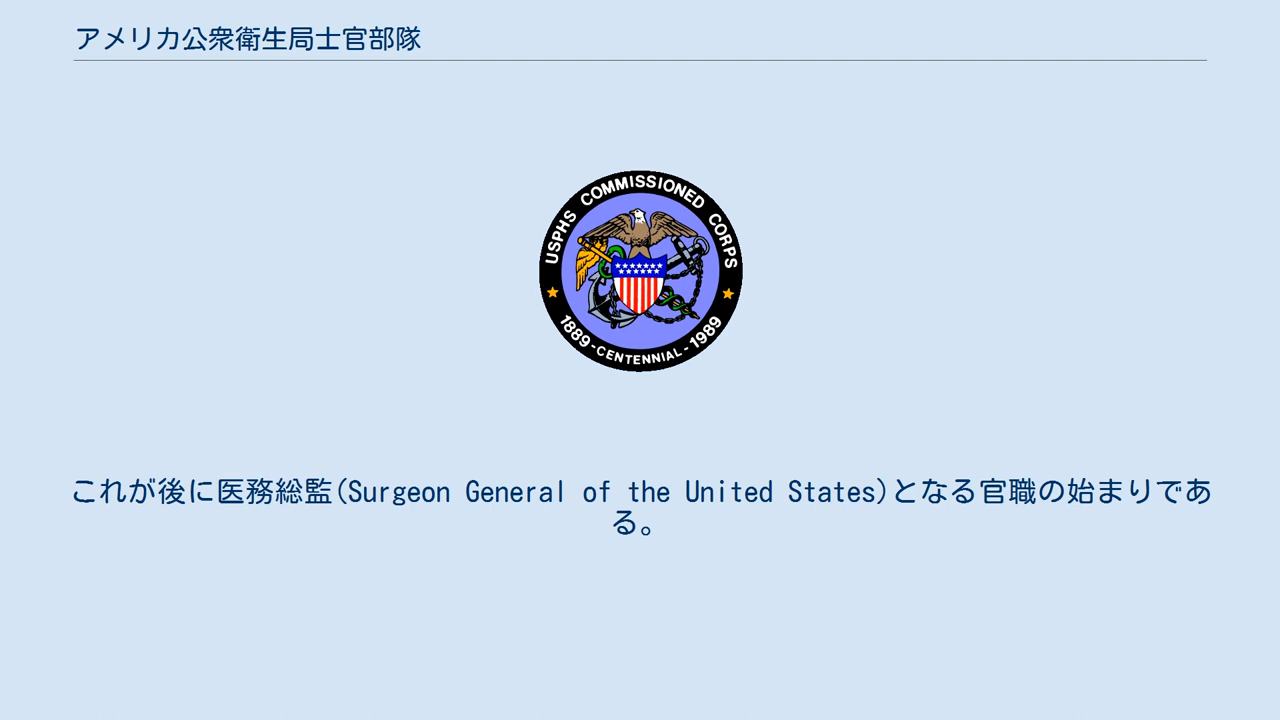 アメリカ公衆衛生局士官部隊
USPHS COMMISSIONED CORPS
1889-CENTENNIAL-1989
これが後に医務総監(Surgeon General of the United States)となる官職の始まりであ
る。